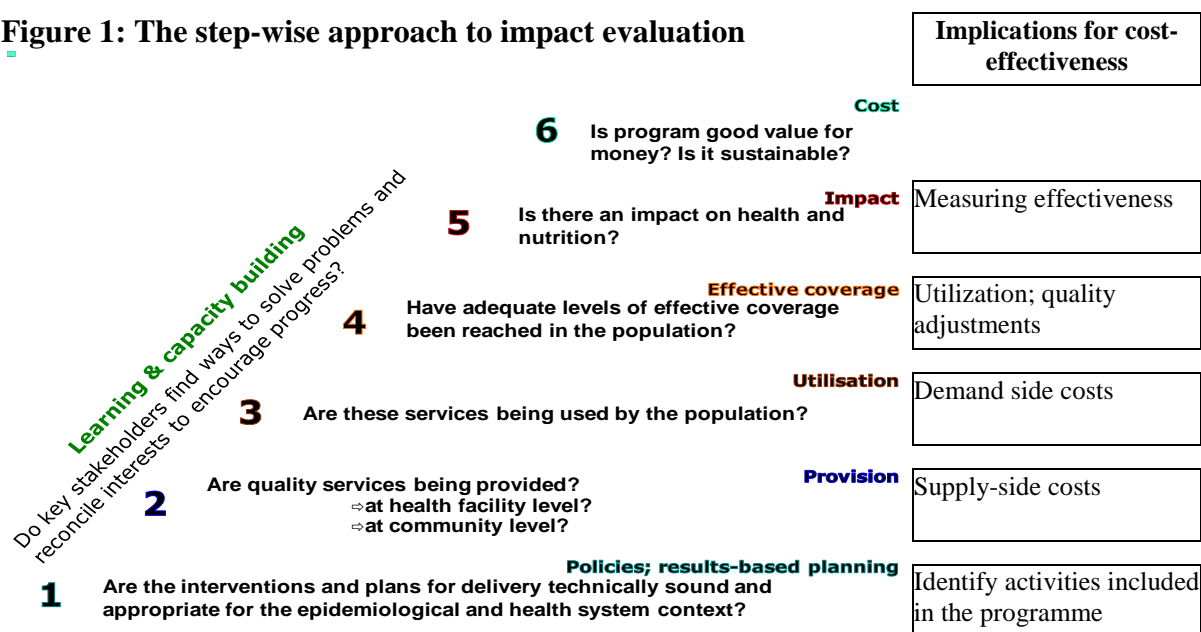 Figure 1: The step-wise approach to impact evaluation
Implications for cost-
effectiveness
Cost
6
Is program good value for
money? Is it sustainable?
Impact
5
Is there an impact on health and
nutrition?
Measuring effectiveness
Effective coverage
4
Have adequate levels of effective coverage
been reached in the population?
Utilization; quality
adjustments
Utilisation
3
Are these services being used by the population?
Demand side costs
Provision
2
Are quality services being provided?
⇨at health facility level?
⇨at community level?
Supply-side costs
Policies; results-based planning
1
Are the interventions and plans for delivery technically sound and
appropriate for the epidemiological and health system context?
Identify activities included
in the programme
Learning & capacity building
Do key stakeholders find ways to solve problems and
reconcile interests to encourage progress?